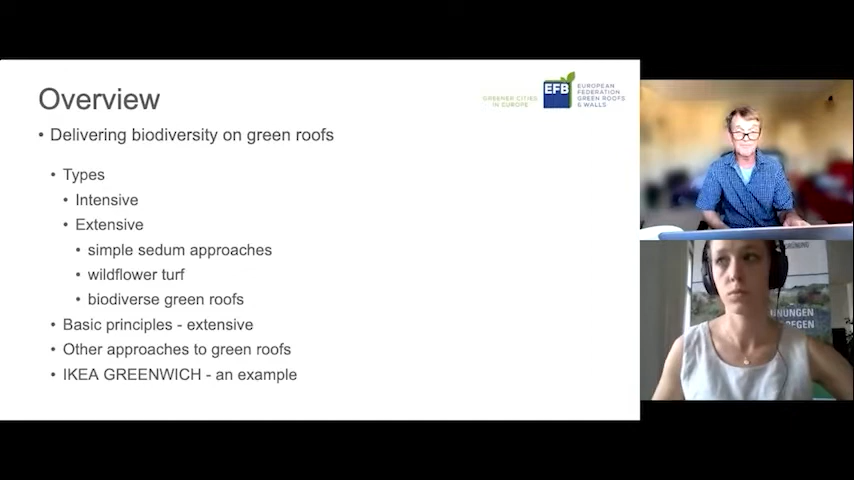 Overview
• Delivering biodiversity on green roofs
• Types
• Intensive
• Extensive
• simple sedum approaches
• wildflower turf
• biodiverse green roofs
• Basic principles - extensive
• Other approaches to green roofs
• IKEA GREENWICH - an example
GREENER CITIES
IN EUROPE
EFB
EUROPEAN
FEDERATION
GREEN ROOFS
& WALLS